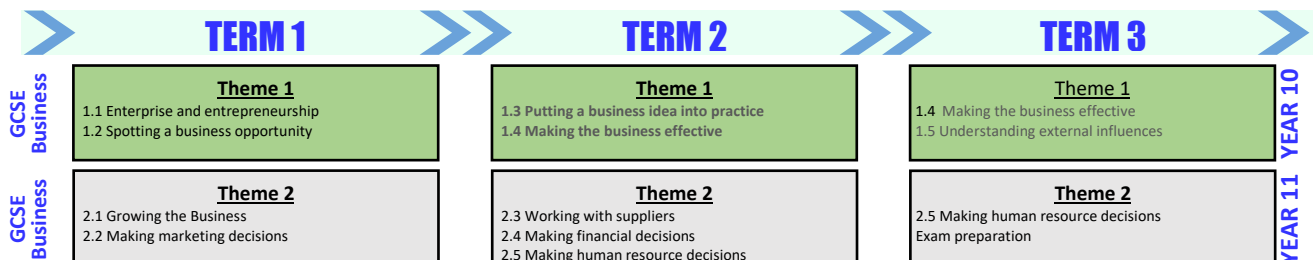 TERM 1
TERM 2
TERM 3
GCSE
Business
Theme 1
1.1 Enterprise and entrepreneurship
1.2 Spotting a business opportunity
Theme 1
1.3 Putting a business idea into practice
1.4 Making the business effective
Theme 1
1.4 Making the business effective
1.5 Understanding external influences
YEAR 10
GCSE
Business
Theme 2
2.1 Growing the Business
2.2 Making marketing decisions
Theme 2
2.3 Working with suppliers
2.4 Making financial decisions
2.5 Making human resource decisions
Theme 2
2.5 Making human resource decisions
Exam preparation
YEAR 11